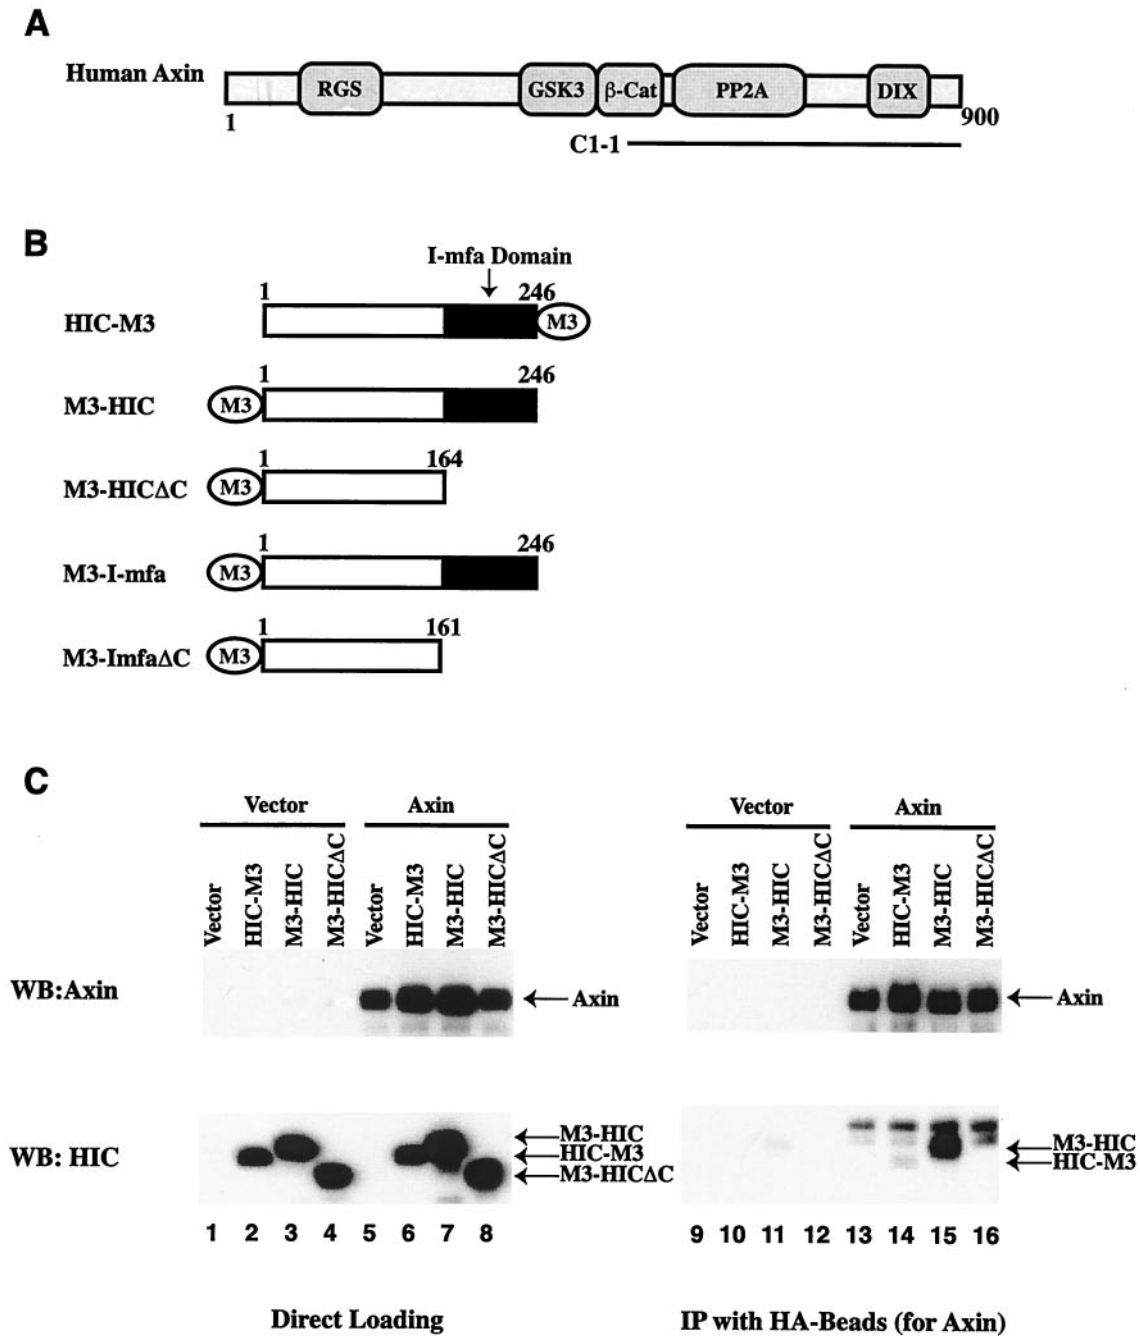 A
Human Axin
RGS
GSK3
β-Cat
PP2A
DIX
1
900
C1-1
B
I-mfa Domain
1
246
HIC-M3
M3
1
246
M3-HIC
M3
1
164
M3-HICΔC
M3
1
246
M3-I-mfa
M3
1
161
M3-ImfaΔC
M3
C
Vector
Axin
Vector
Axin
Vector
HIC-M3
M3-HIC
M3-HICΔC
Vector
HIC-M3
M3-HIC
M3-HICΔC
Vector
HIC-M3
M3-HIC
M3-HICΔC
Vector
HIC-M3
M3-HIC
M3-HICΔC
WB:Axin
Axin
Axin
WB: HIC
M3-HIC
HIC-M3
M3-HICΔC
M3-HIC
HIC-M3
1 2 3 4 5 6 7 8
9 10 11 12 13 14 15 16
Direct Loading
IP with HA-Beads (for Axin)